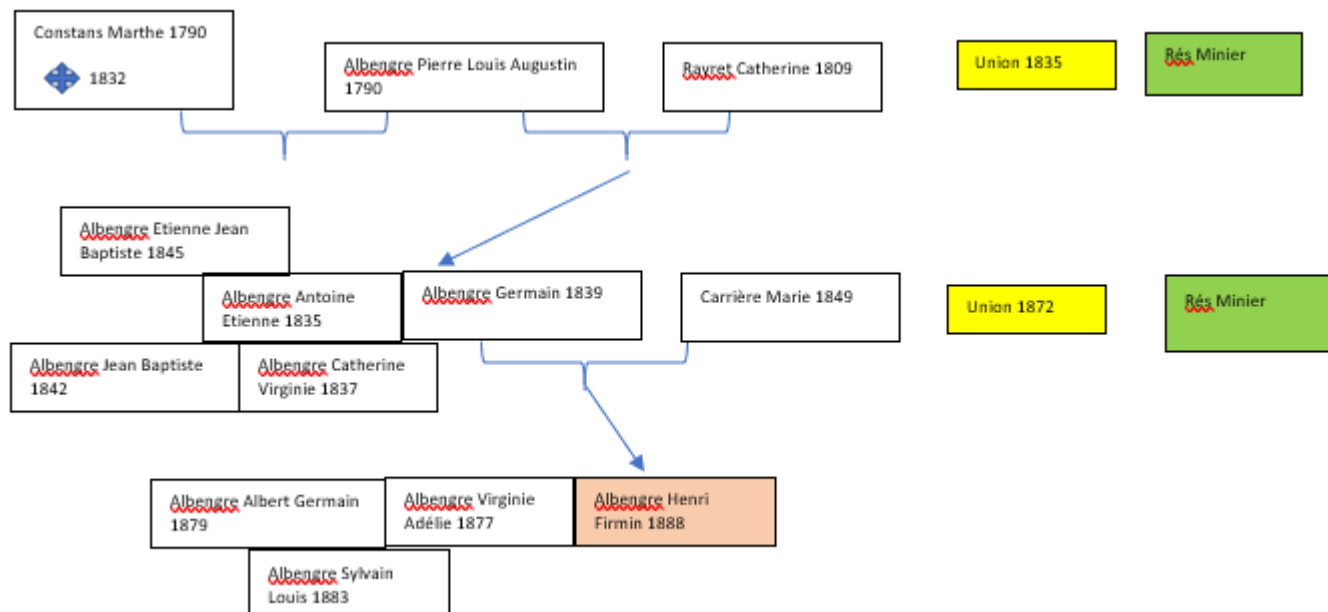 Constans Marthe 1790
1832
Albengre Pierre Louis Augustin
1790
Rayret Catherine 1809
Union 1835
Rés Minier
Albengre Etienne Jean
Baptiste 1845
Albengre Antoine
Etienne 1835
Albengre Germain 1839
Carrière Marie 1849
Union 1872
Rés Minier
Albengre Jean Baptiste
1842
Albengre Catherine
Virginie 1837
Albengre Albert Germain
1879
Albengre Virginie
Adélie 1877
Albengre Henri
Firmin 1888
Albengre Sylvain
Louis 1883